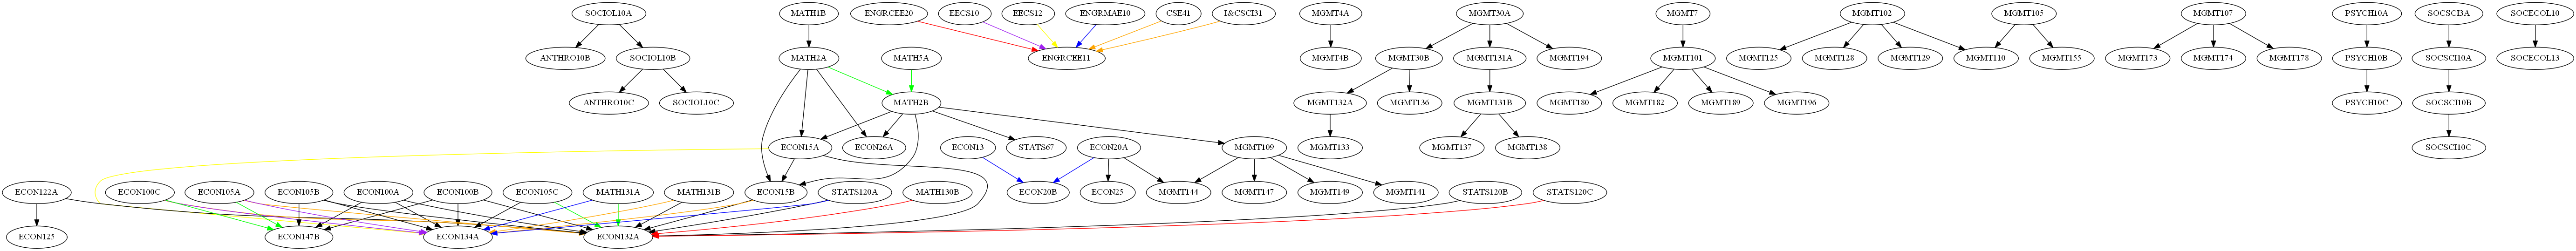 SOCIOL10A
MATH1B
ENGRCEE20
EECS10
EECS12
ENGRMAE10
CSE41
I&CSCI31
MGMT4A
MGMT30A
MGMT7
MGMT102
MGMT105
MGMT107
PSYCH10A
SOCSCI3A
SOCECOL10
ANTHRO10B
SOCIOL10B
MATH2A
MATH5A
ENGRCEE11
MGMT4B
MGMT30B
MGMT131A
MGMT194
MGMT101
MGMT125
MGMT128
MGMT129
MGMT110
MGMT155
MGMT173
MGMT174
MGMT178
PSYCH10B
SOCSCI10A
SOCECOL13
ANTHRO10C
SOCIOL10C
MATH2B
MGMT132A
MGMT136
MGMT131B
MGMT180
MGMT182
MGMT189
MGMT196
PSYCH10C
SOCSCI10B
ECON15A
ECON26A
ECON13
STATS67
ECON20A
MGMT109
MGMT133
MGMT137
MGMT138
SOCSCI10C
ECON122A
ECON100C
ECON105A
ECON105B
ECON100A
ECON100B
ECON105C
MATH131A
MATH131B
ECON15B
STATS120A
MATH130B
ECON20B
ECON25
MGMT144
MGMT147
MGMT149
MGMT141
STATS120B
STATS120C
ECON125
ECON147B
ECON134A
ECON132A